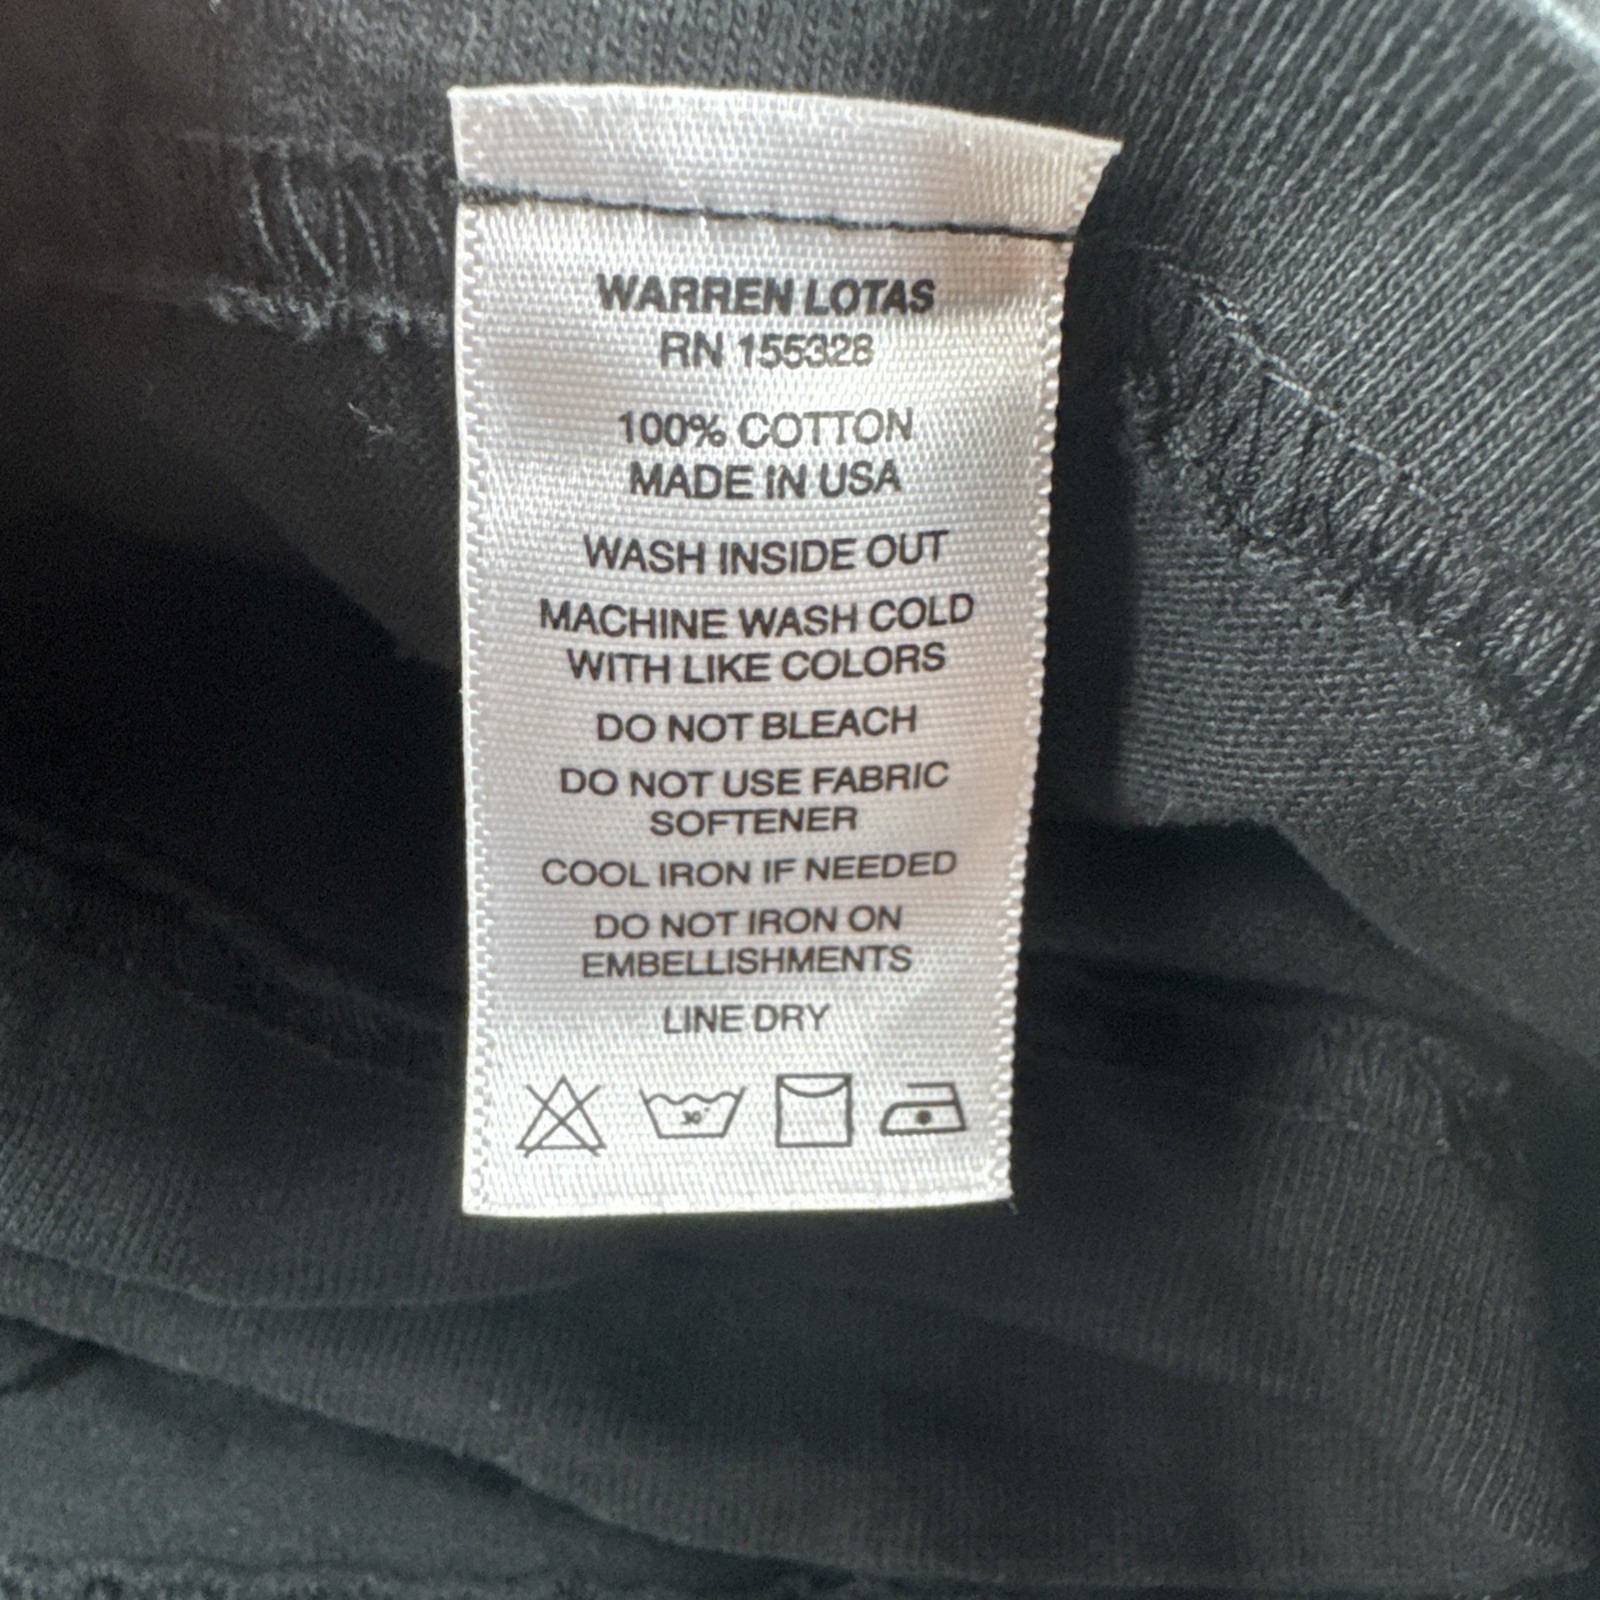 WARREN LOTAS
RN 155328
100% COTTON
MADE IN USA
WASH INSIDE OUT
MACHINE WASH COLD
WITH LIKE COLORS
DO NOT BLEACH
DO NOT USE FABRIC
SOFTENER
COOL IRON IF NEEDED
DO NOT IRON ON
EMBELLISHMENTS
LINE DRY
30°